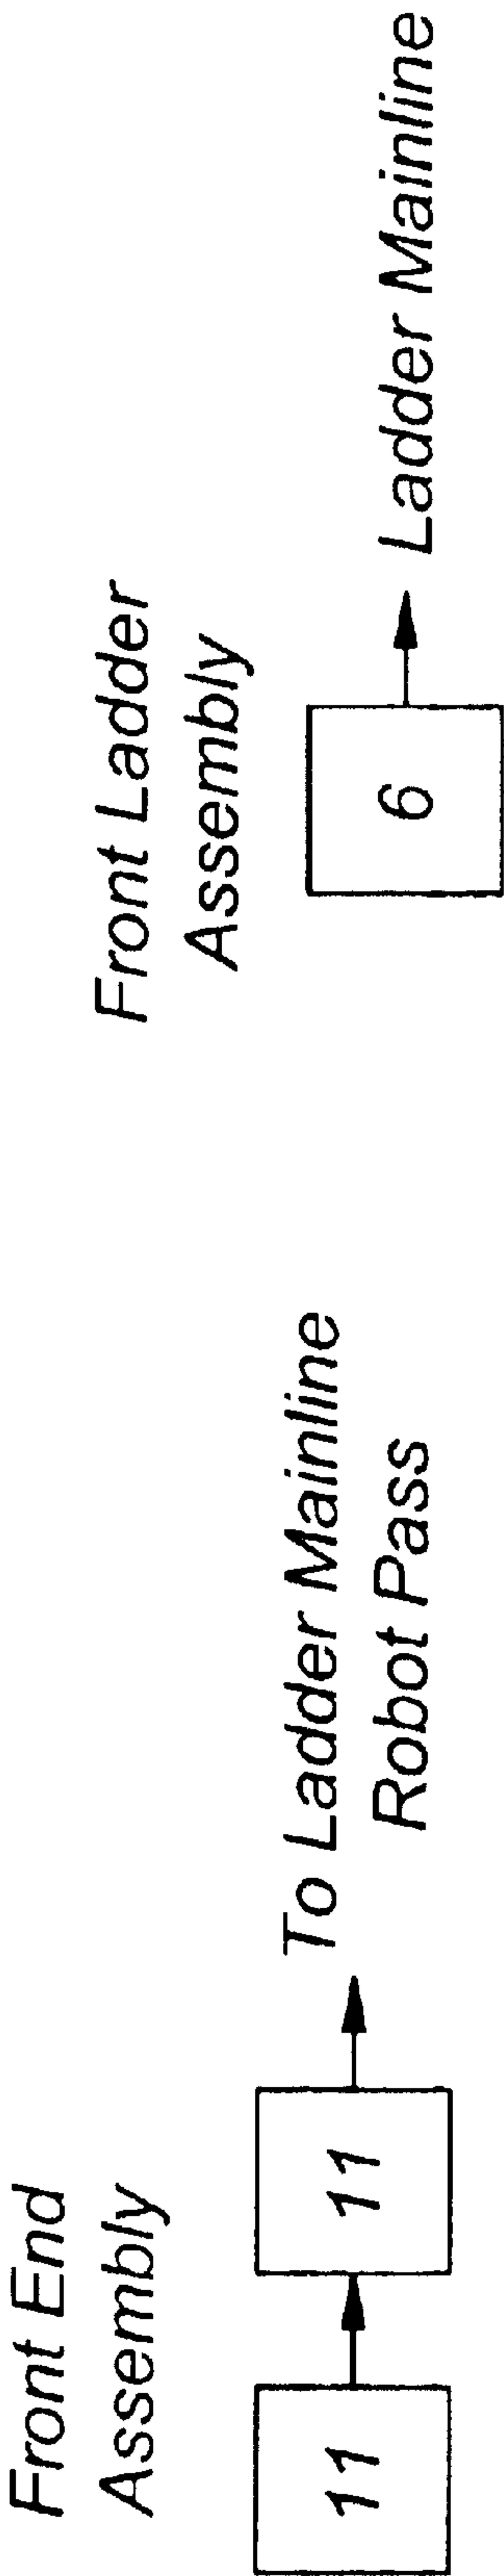 Front End
Assembly
11
11
To Ladder Mainline
Robot Pass
Front Ladder
Assembly
6
Ladder Mainline